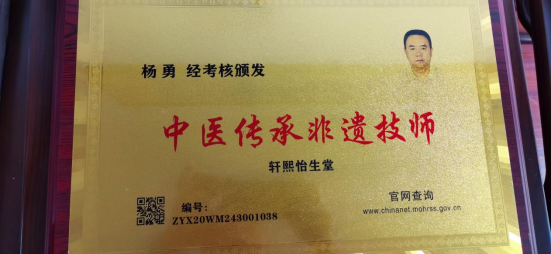 杨勇 经考核颁发
中医传承非遗技师
轩熙怡生堂
编号:
ZYX20WM243001038
官网查询
www.chinanet.mohrss.gov.cn